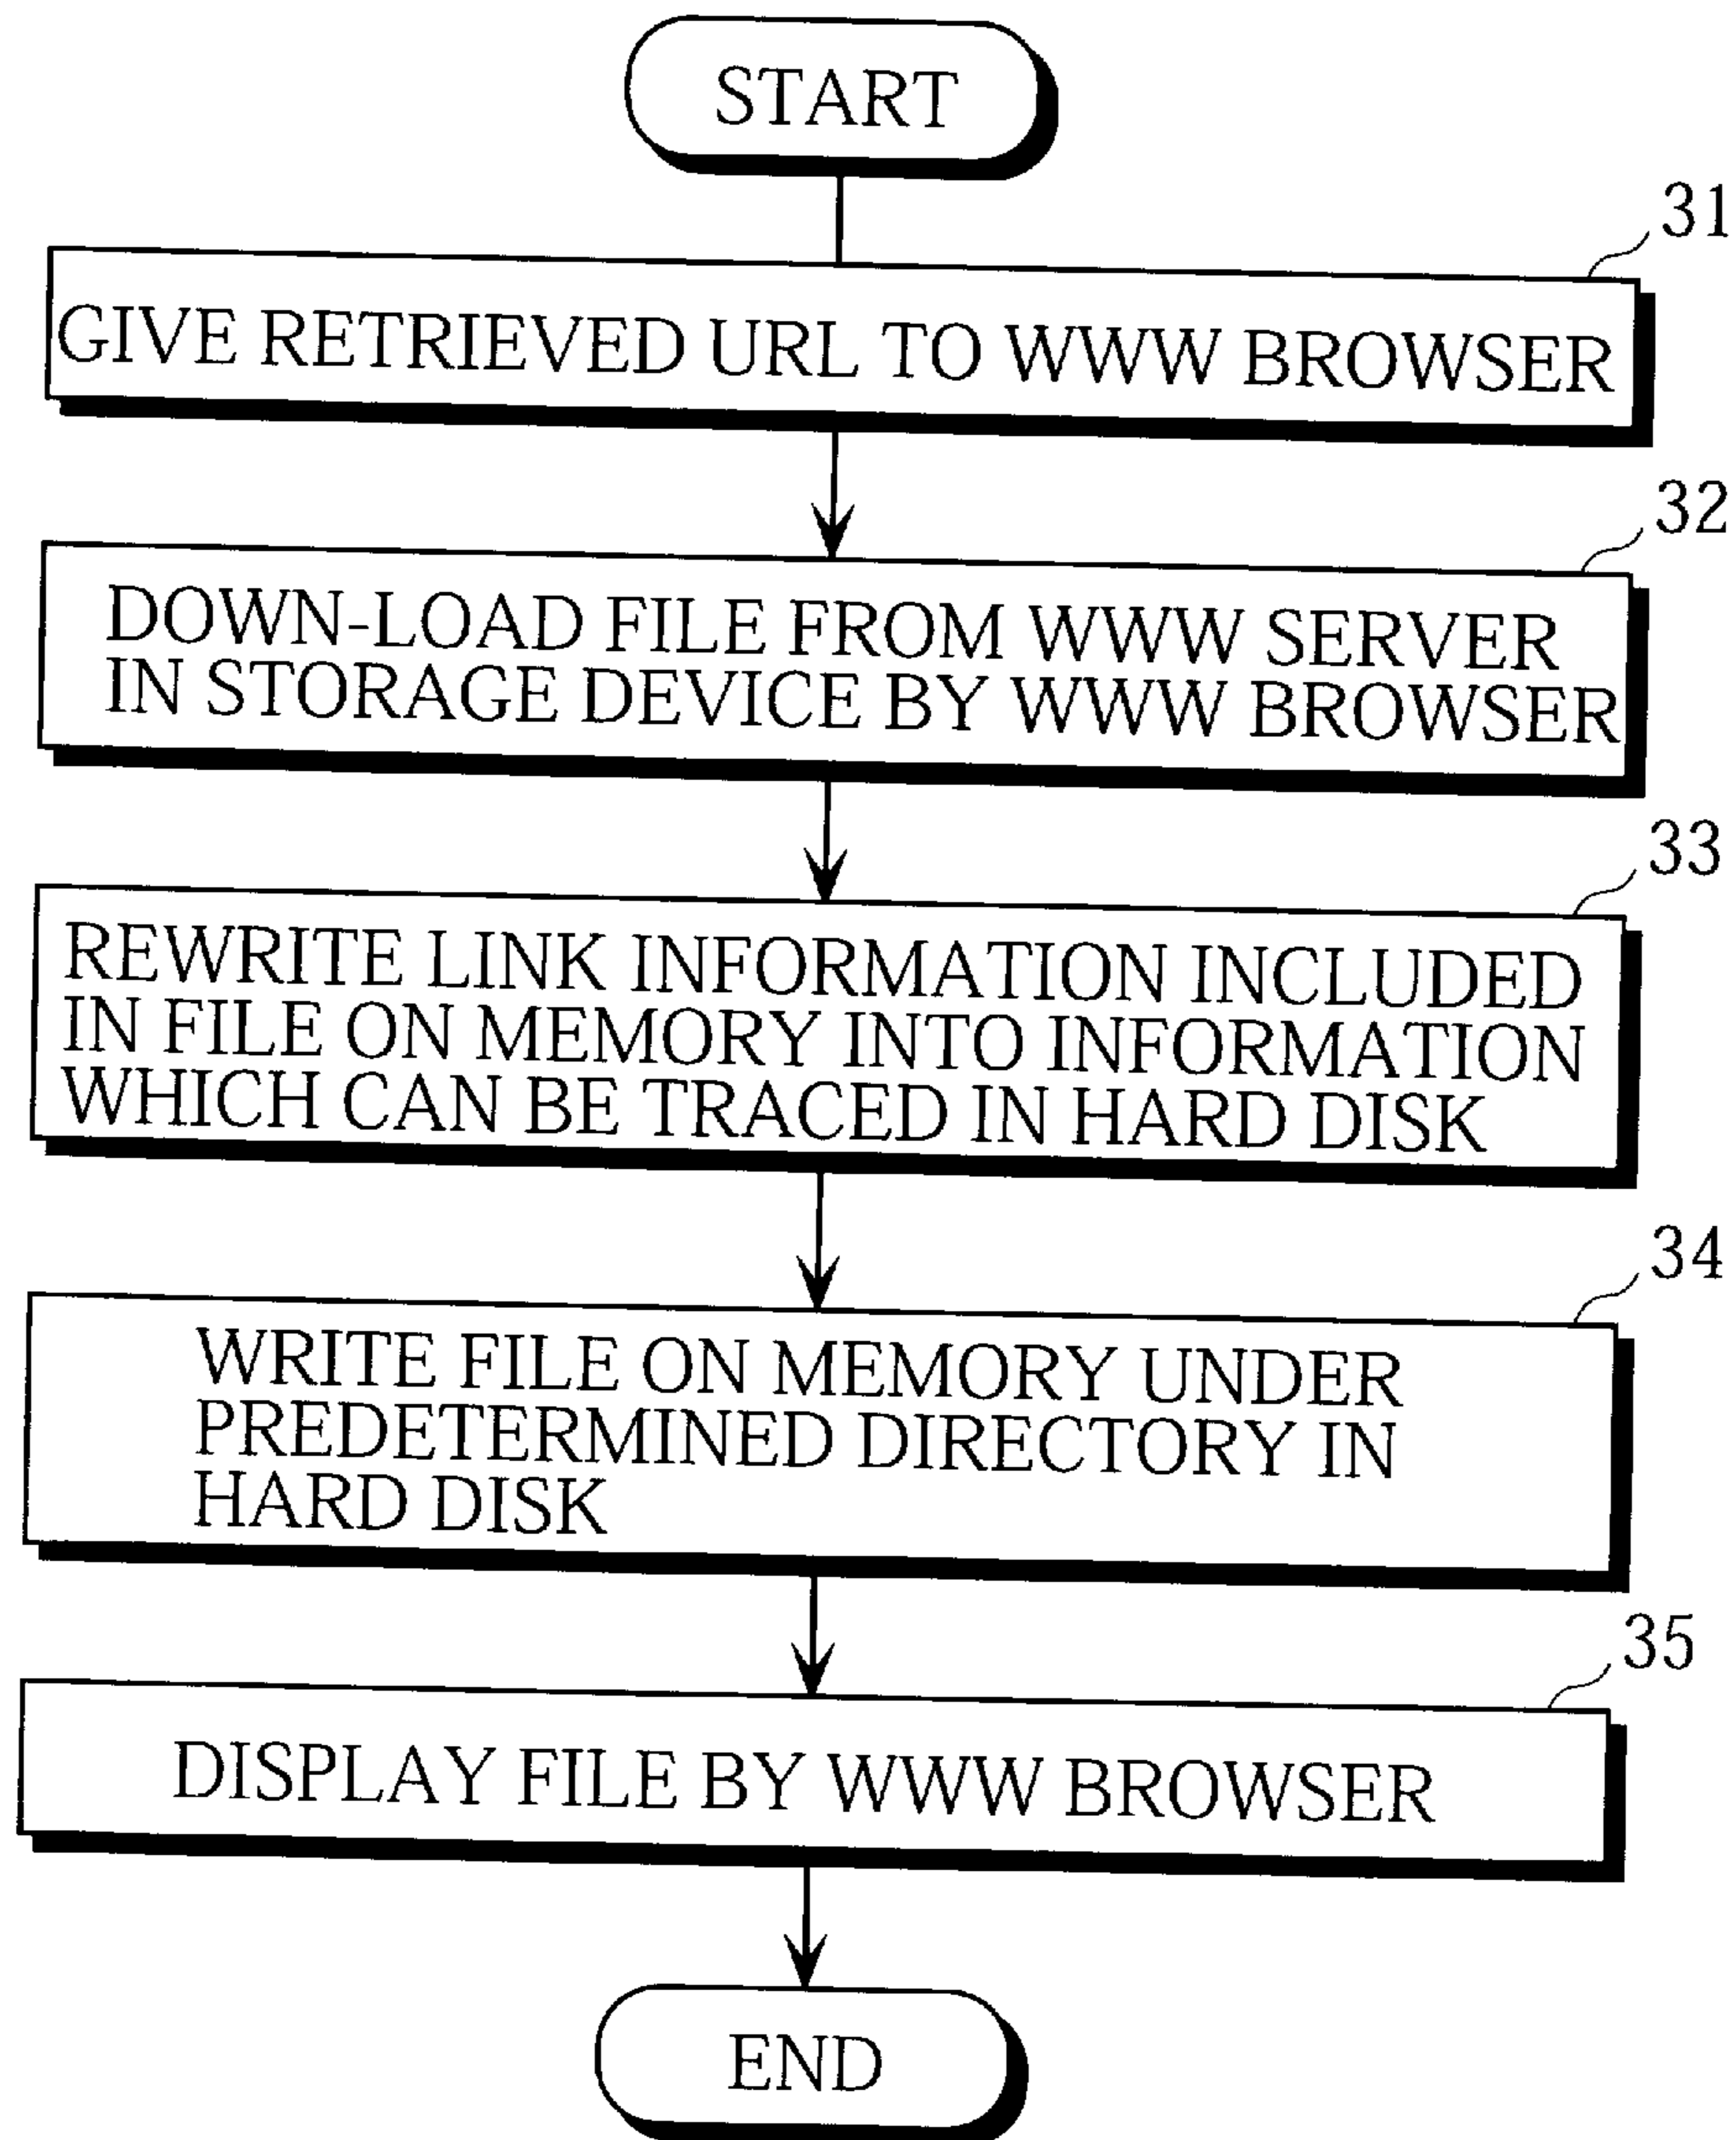 START
31
GIVE RETRIEVED URL TO WWW BROWSER
32
DOWN-LOAD FILE FROM WWW SERVER
IN STORAGE DEVICE BY WWW BROWSER
33
REWRITE LINK INFORMATION INCLUDED
IN FILE ON MEMORY INTO INFORMATION
WHICH CAN BE TRACED IN HARD DISK
34
WRITE FILE ON MEMORY UNDER
PREDETERMINED DIRECTORY IN
HARD DISK
35
DISPLAY FILE BY WWW BROWSER
END